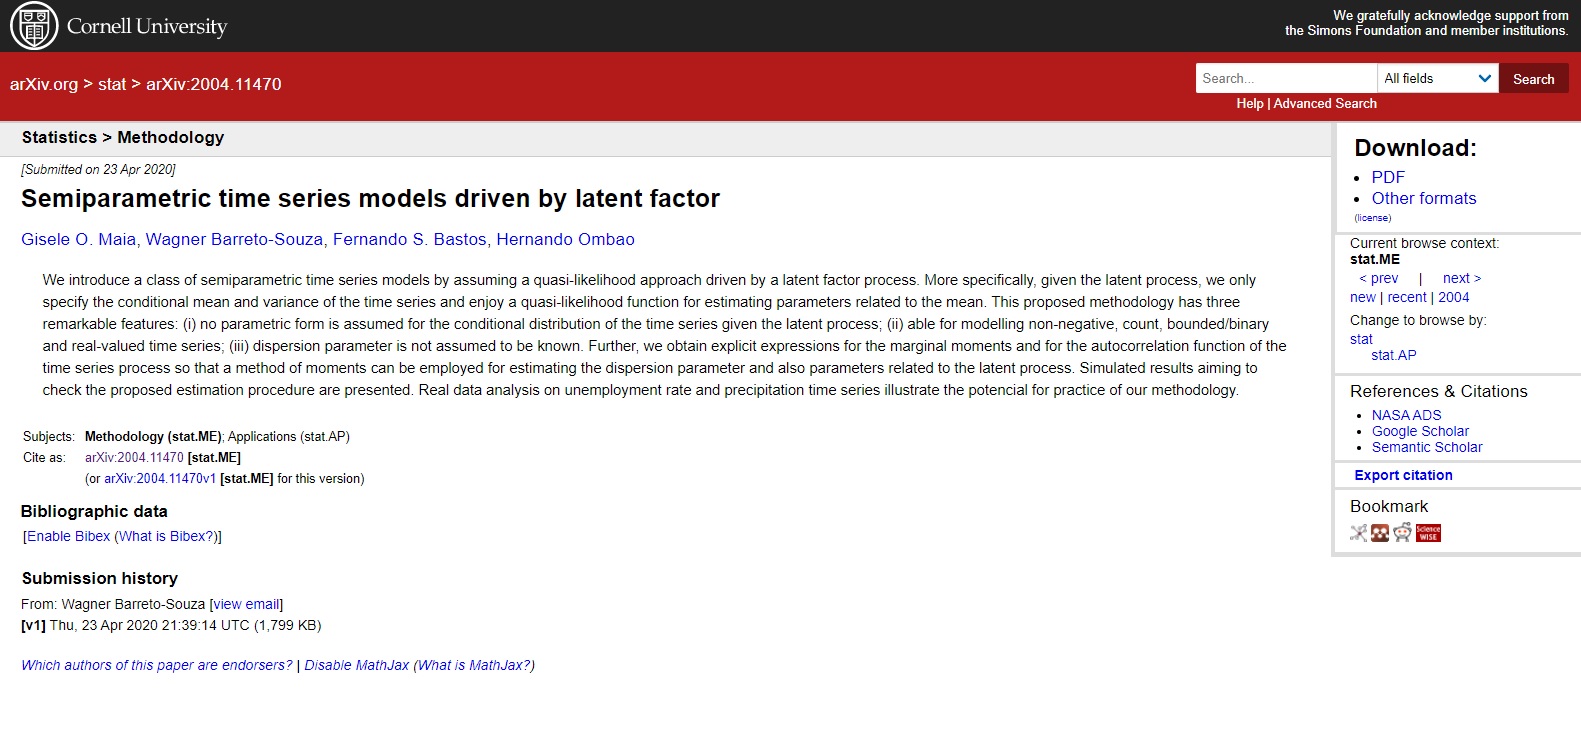 Cornell University
We gratefully acknowledge support from
the Simons Foundation and member institutions.
arXiv.org > stat > arXiv:2004.11470
Search...
All fields
Search
Help | Advanced Search
Statistics > Methodology
[Submitted on 23 Apr 2020]
Semiparametric time series models driven by latent factor
Gisele O. Maia, Wagner Barreto-Souza, Fernando S. Bastos, Hernando Ombao
We introduce a class of semiparametric time series models by assuming a quasi-likelihood approach driven by a latent factor process. More specifically, given the latent process, we only
specify the conditional mean and variance of the time series and enjoy a quasi-likelihood function for estimating parameters related to the mean. This proposed methodology has three
remarkable features: (i) no parametric form is assumed for the conditional distribution of the time series given the latent process; (ii) able for modelling non-negative, count, bounded/binary
and real-valued time series; (iii) dispersion parameter is not assumed to be known. Further, we obtain explicit expressions for the marginal moments and for the autocorrelation function of the
time series process so that a method of moments can be employed for estimating the dispersion parameter and also parameters related to the latent process. Simulated results aiming to
check the proposed estimation procedure are presented. Real data analysis on unemployment rate and precipitation time series illustrate the potencial for practice of our methodology.
Subjects: Methodology (stat.ME); Applications (stat.AP)
Cite as: arXiv:2004.11470 [stat.ME]
(or arXiv:2004.11470v1 [stat.ME] for this version)
Bibliographic data
[Enable Bibex (What is Bibex?)]
Submission history
From: Wagner Barreto-Souza [view email]
[v1] Thu, 23 Apr 2020 21:39:14 UTC (1,799 KB)
Which authors of this paper are endorsers? | Disable MathJax (What is MathJax?)
Download:
PDF
Other formats
(license)
Current browse context:
stat.ME
< prev | next >
new | recent | 2004
Change to browse by:
stat
stat.AP
References & Citations
NASA ADS
Google Scholar
Semantic Scholar
Export citation
Bookmark
Science
WISE